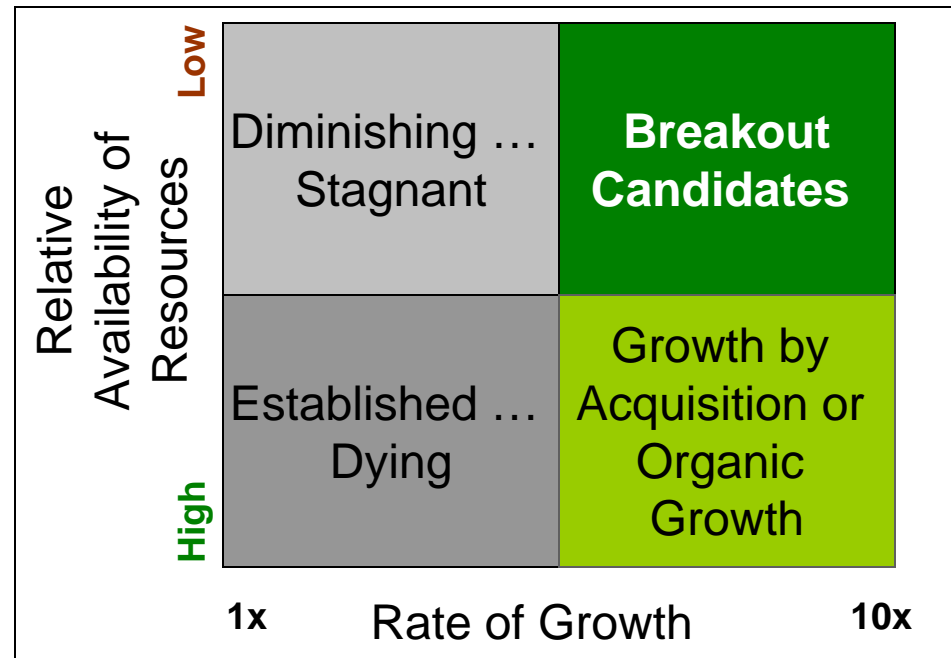 Relative
Availability of
Resources
Low
High
Diminishing …
Stagnant
Breakout
Candidates
Established …
Dying
Growth by
Acquisition or
Organic
Growth
1x
Rate of Growth
10x